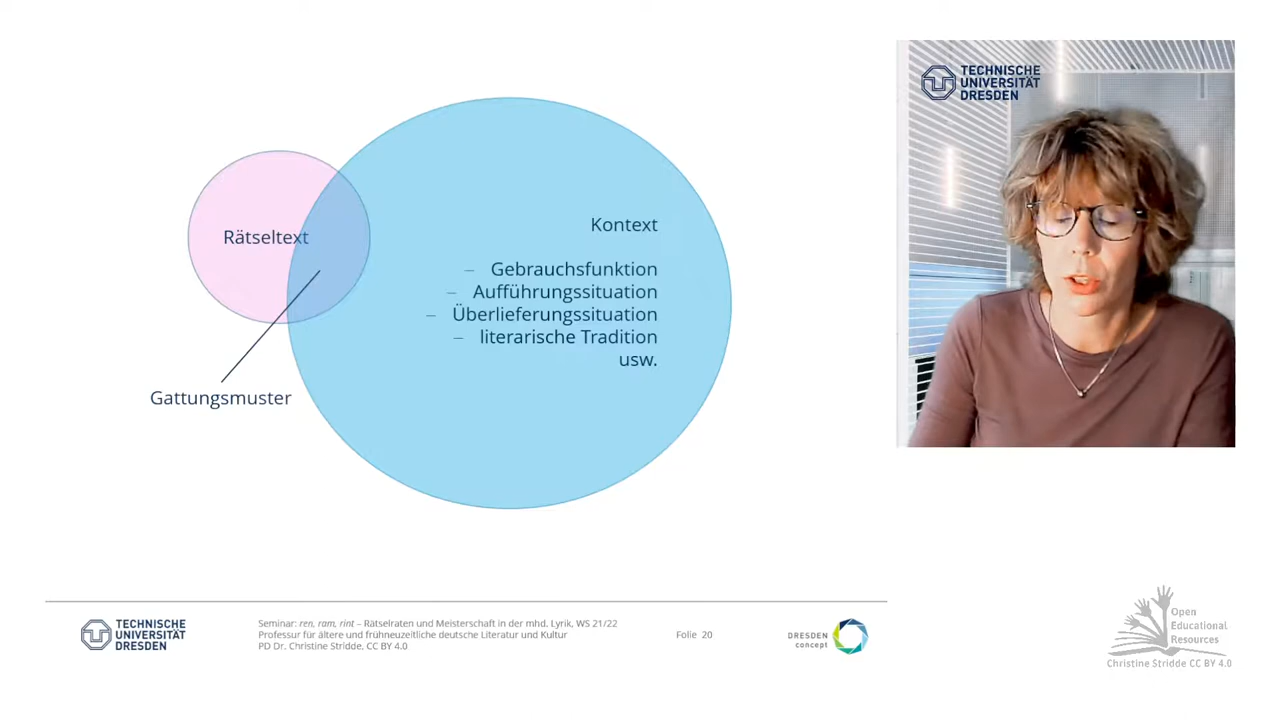 TECHNISCHE
UNIVERSITÄT
DRESDEN
Rätseltext
Kontext
– Gebrauchsfunktion
– Aufführungssituation
– Überlieferungssituation
– literarische Tradition
usw.
Gattungsmuster
TECHNISCHE
UNIVERSITÄT
DRESDEN
Seminar: ren, ram, rint – Rätselraten und Meisterschaft in der mhd. Lyrik, WS 21/22
Professur für ältere und frühneuzeitliche deutsche Literatur und Kultur
PD Dr. Christine Stridde, CC BY 4.0
Folie 20
DRESDEN
concept
Open
Educational
Resources
Christine Stridde CC BY 4.0